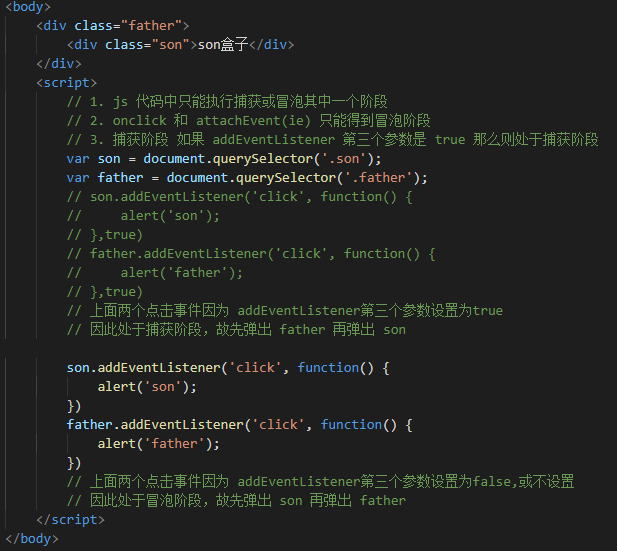 <body>
<div class="father">
<div class="son">son盒子</div>
</div>
<script>
// 1. js 代码中只能执行捕获或冒泡其中一个阶段
// 2. onclick 和 attachEvent(ie) 只能得到冒泡阶段
// 3. 捕获阶段 如果 addEventListener 第三个参数是 true 那么则处于捕获阶段
var son = document.querySelector('.son');
var father = document.querySelector('.father');
// son.addEventListener('click', function() {
//     alert('son');
// },true)
// father.addEventListener('click', function() {
//     alert('father');
// },true)
// 上面两个点击事件因为 addEventListener第三个参数设置为true
// 因此处于捕获阶段，故先弹出 father 再弹出 son
son.addEventListener('click', function() {
alert('son');
})
father.addEventListener('click', function() {
alert('father');
})
// 上面两个点击事件因为 addEventListener第三个参数设置为false,或不设置
// 因此处于冒泡阶段，故先弹出 son 再弹出 father
</script>
</body>